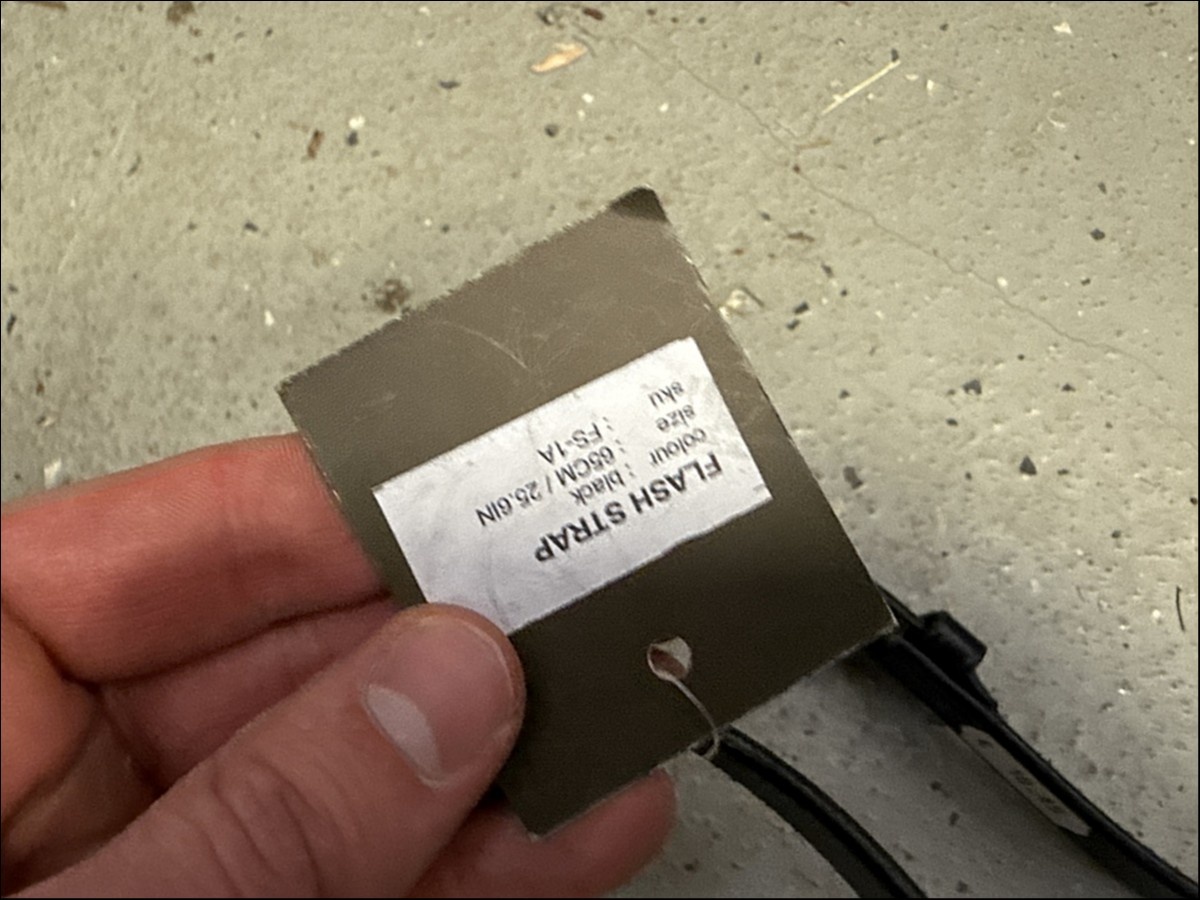 FLASH STRAP
colour : black
size : 65CM / 25.6IN
sku : FS-1A